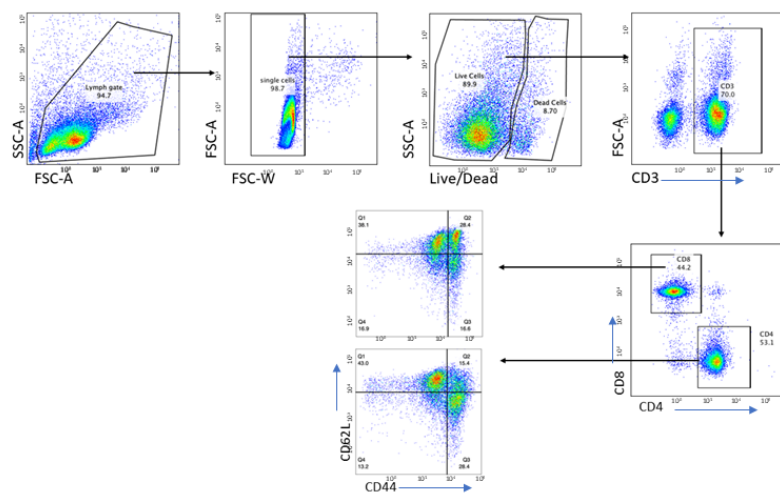 Lymph gate
94.7
SSC-A
FSC-A
single cells
98.7
FSC-A
FSC-W
Live Cells
89.9
Dead Cells
8.70
SSC-A
Live/Dead
CD3
70.0
FSC-A
CD3
CD8
44.2
CD4
53.1
CD8
CD4
Q1
38.1
Q2
28.4
Q4
16.9
Q3
16.6
Q1
43.0
Q2
15.4
Q4
13.2
Q3
28.4
CD62L
CD44